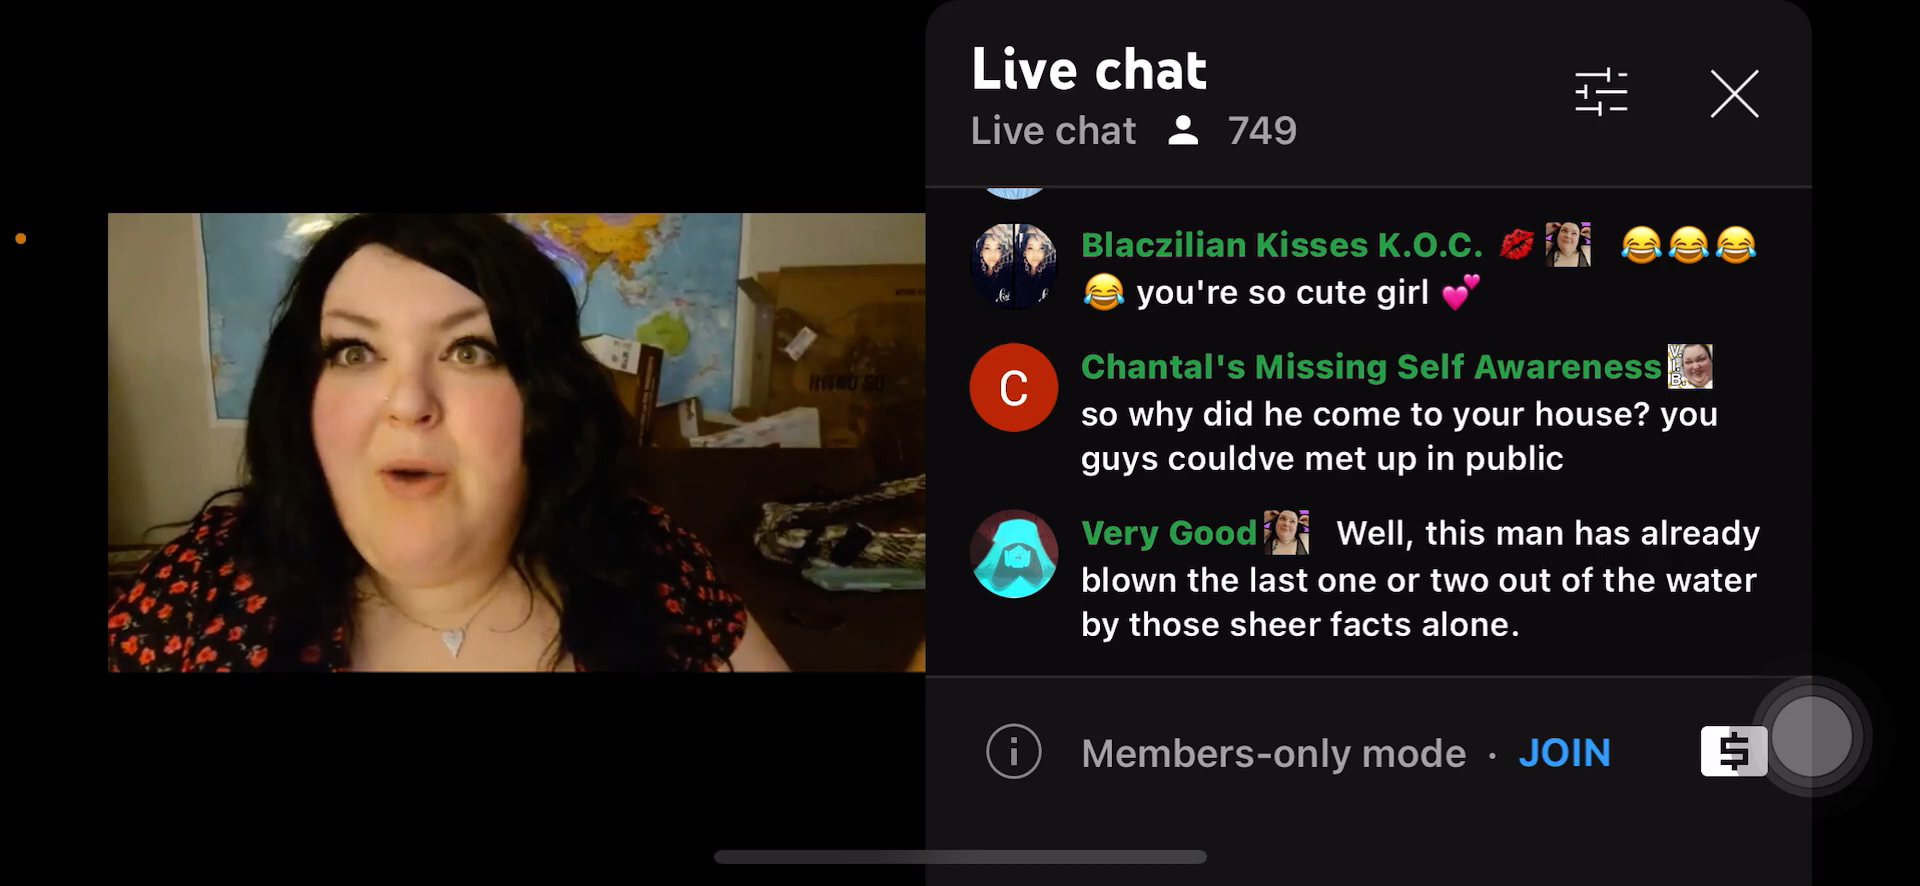 Live chat
Live chat 749
Blaczilian Kisses K.O.C. 💋 😂😂😂
😂 you're so cute girl 💕
C
Chantal's Missing Self Awareness
so why did he come to your house? you
guys couldve met up in public
Very Good Well, this man has already
blown the last one or two out of the water
by those sheer facts alone.
Members-only mode · JOIN
$